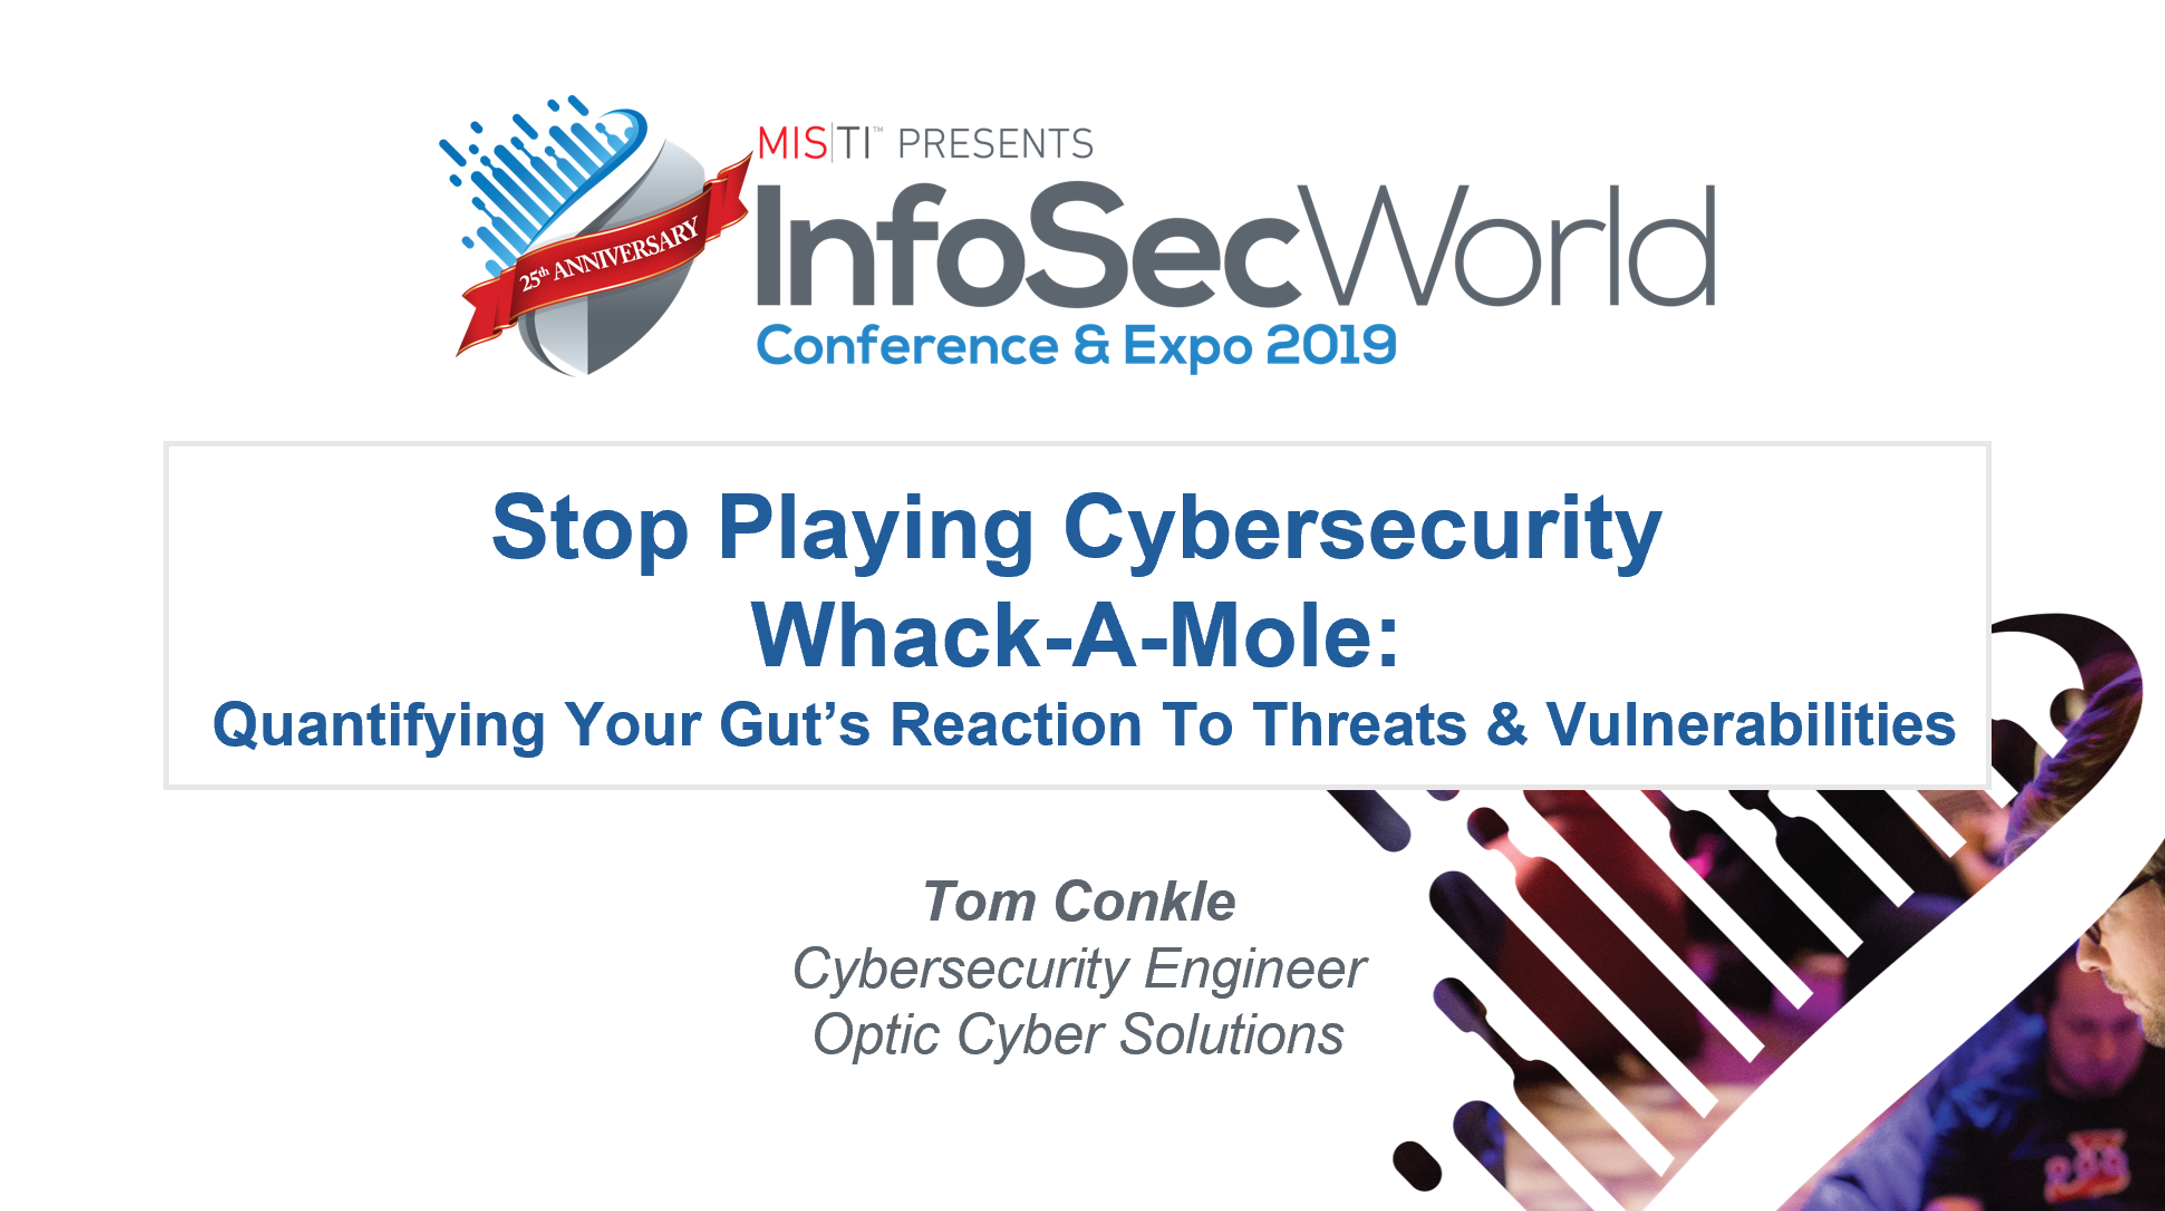 MIS|TI™ PRESENTS
InfoSecWorld
25th ANNIVERSARY
Conference & Expo 2019
Stop Playing Cybersecurity
Whack-A-Mole:
Quantifying Your Gut’s Reaction To Threats & Vulnerabilities
Tom Conkle
Cybersecurity Engineer
Optic Cyber Solutions